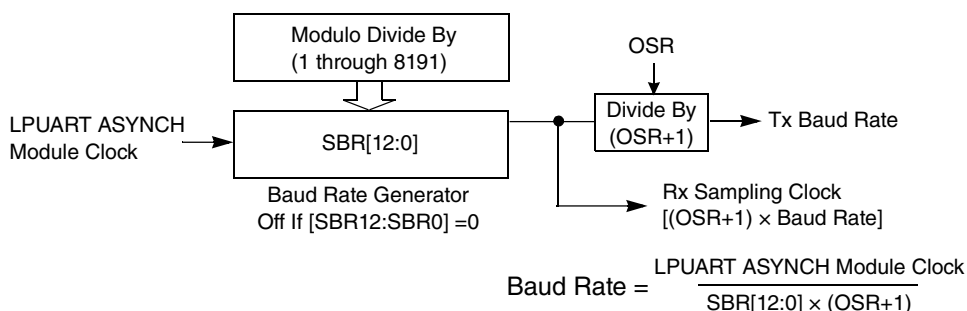 Modulo Divide By
(1 through 8191)
OSR
LPUART ASYNCH
Module Clock
SBR[12:0]
Divide By
(OSR+1)
Tx Baud Rate
Baud Rate Generator
Off If [SBR12:SBR0] =0
Rx Sampling Clock
[(OSR+1) × Baud Rate]
Baud Rate =
LPUART ASYNCH Module Clock
SBR[12:0] × (OSR+1)